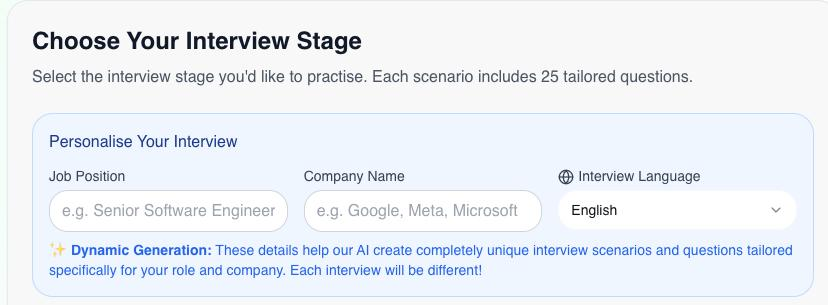 Choose Your Interview Stage
Select the interview stage you'd like to practise. Each scenario includes 25 tailored questions.
Personalise Your Interview
Job Position
Company Name
Interview Language
e.g. Senior Software Engineer
e.g. Google, Meta, Microsoft
English
✨ Dynamic Generation: These details help our AI create completely unique interview scenarios and questions tailored
specifically for your role and company. Each interview will be different!